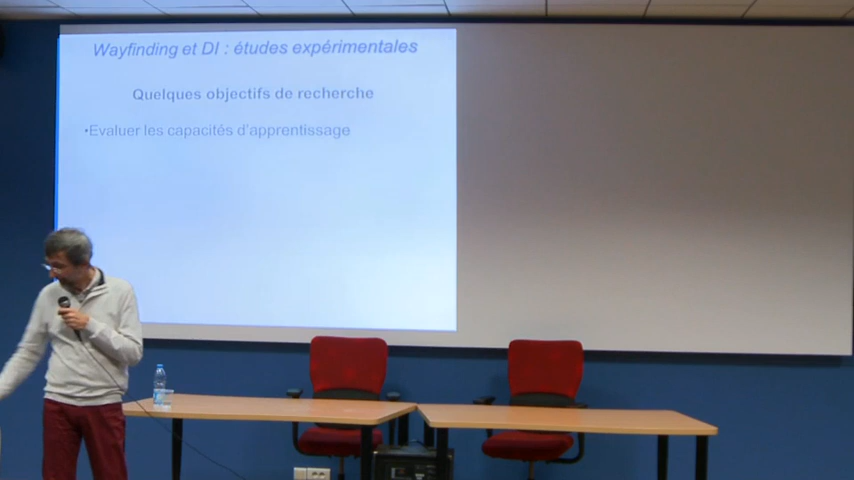 Wayfinding et DI : études expérimentales
Quelques objectifs de recherche
•Evaluer les capacités d'apprentissage